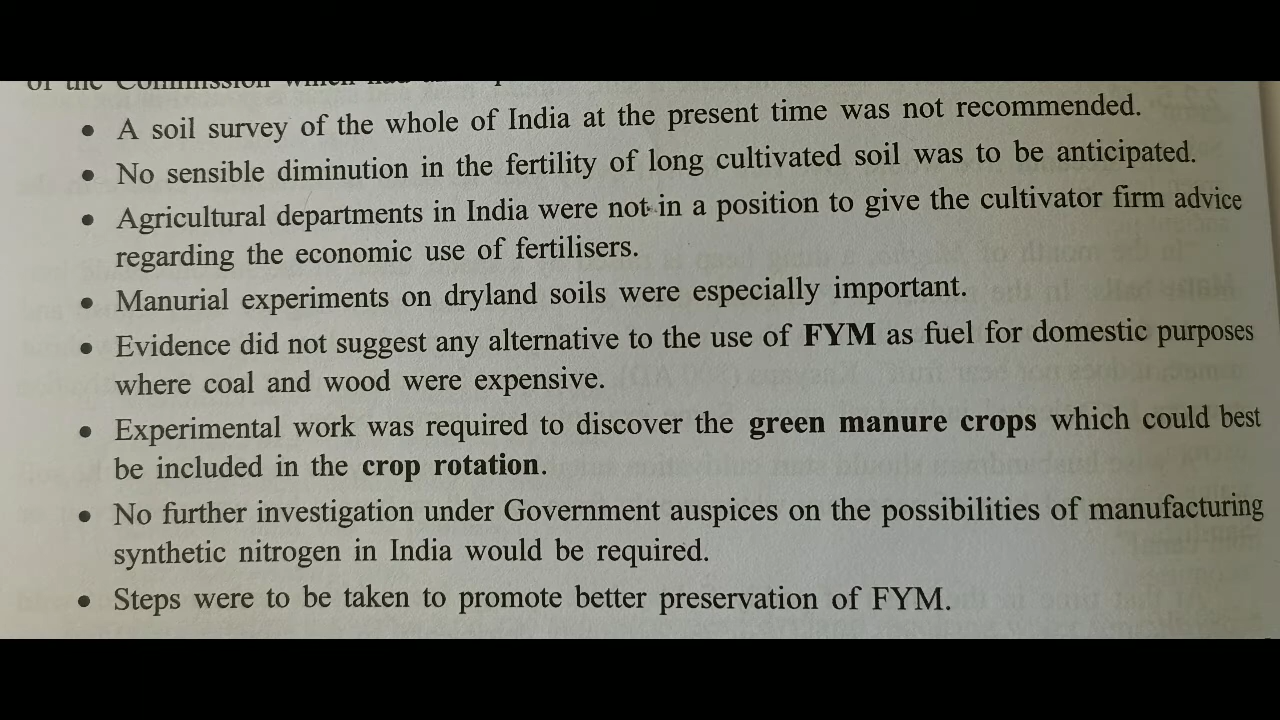 of the Commission which had
• A soil survey of the whole of India at the present time was not recommended.
• No sensible diminution in the fertility of long cultivated soil was to be anticipated.
• Agricultural departments in India were not in a position to give the cultivator firm advice
regarding the economic use of fertilisers.
• Manurial experiments on dryland soils were especially important.
• Evidence did not suggest any alternative to the use of FYM as fuel for domestic purposes
where coal and wood were expensive.
• Experimental work was required to discover the green manure crops which could best
be included in the crop rotation.
• No further investigation under Government auspices on the possibilities of manufacturing
synthetic nitrogen in India would be required.
• Steps were to be taken to promote better preservation of FYM.